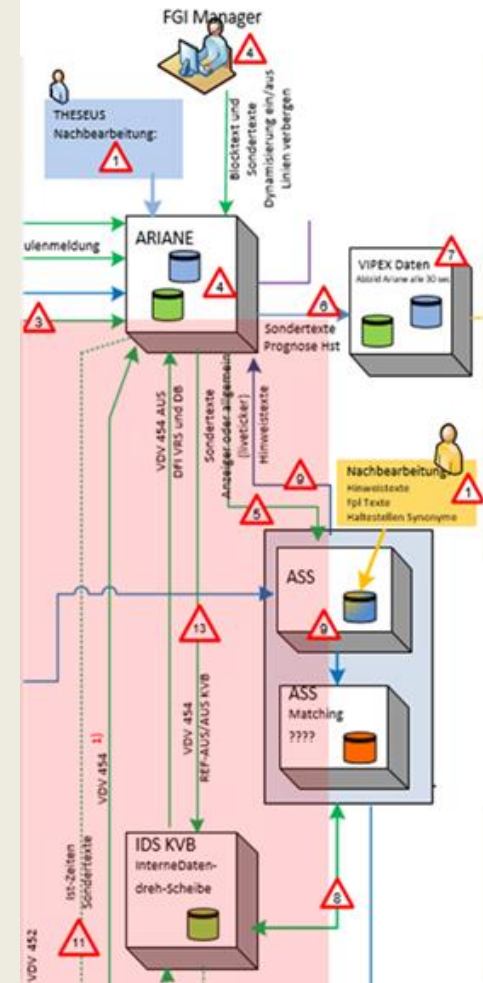 FGI Manager
4
THESEUS
Nachbearbeitung:
1
Blocktext und
Sondertexte
Dynamisierung ein/aus
Linien verbergen
ulenmeldung
ARIANE
4
VIPEX Daten
Abbild Ariane alle 30 sec
7
3
6
Sondertexte
Prognose Hst
VDV 454 AUS
DFI VRS und DB
Sondertexte
Anzeiger oder allgemein
(liveticker)
Hinweistexte
9
5
Nachbearbeitung:
Hinweistexte
Fpl Texte
Haltestellen Synonyme
1
ASS
9
13
ASS
Matching
????
VDV 454 1)
VDV 454
REF-AUS/AUS KVB
IDS KVB
InterneDaten-
dreh-Scheibe
8
Ist-Zeiten
Sondertexte
11
VDV 452